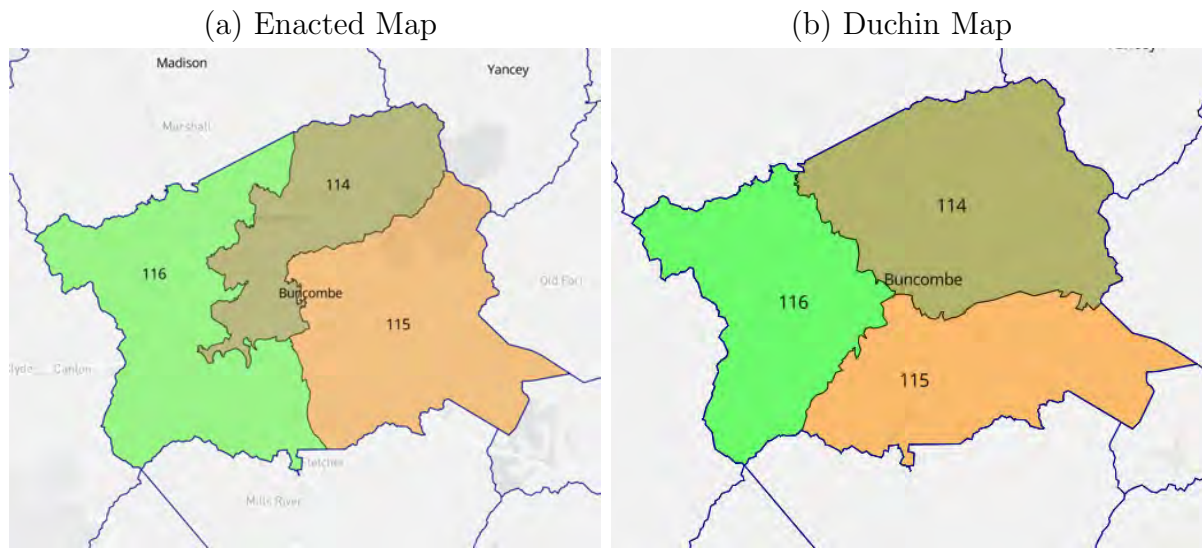 (a) Enacted Map
(b) Duchin Map
Madison
Yancey
Marshall
114
116
Old Fort
Buncombe
115
Canton
Fletcher
Mills River
114
Buncombe
116
115